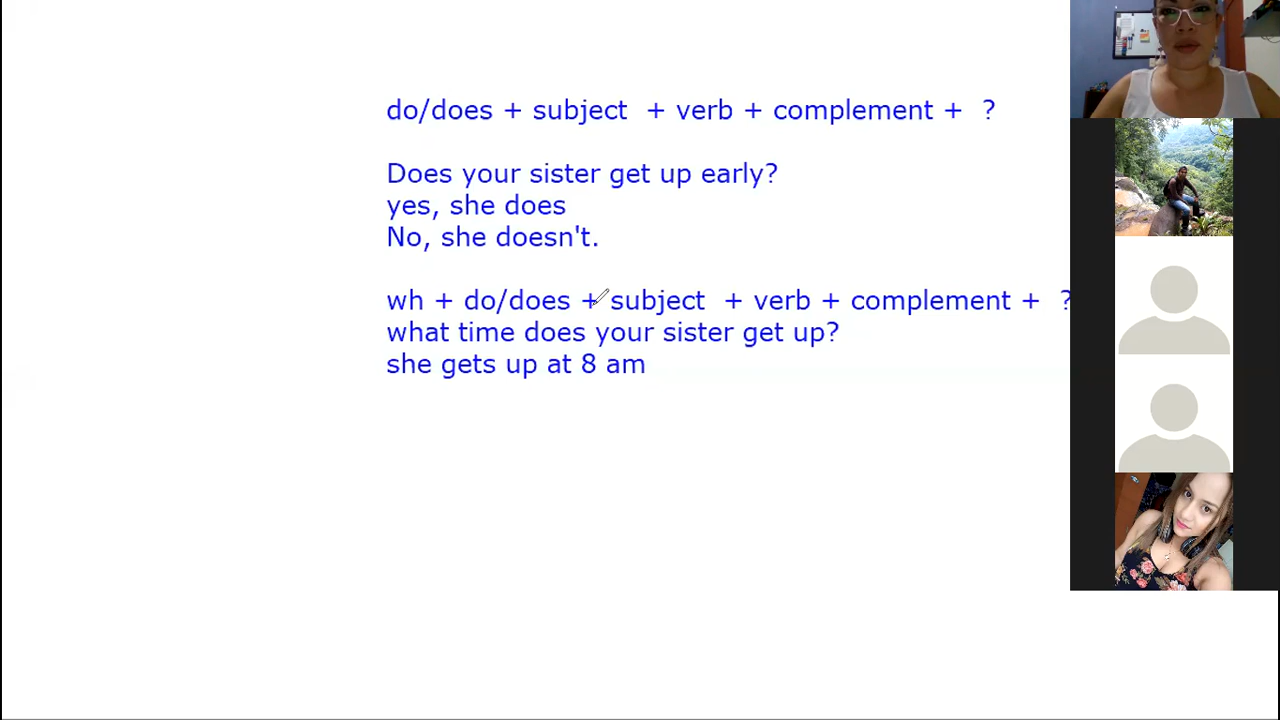 do/does + subject + verb + complement + ?
Does your sister get up early?
yes, she does
No, she doesn't.
wh + do/does + subject + verb + complement + ?
what time does your sister get up?
she gets up at 8 am